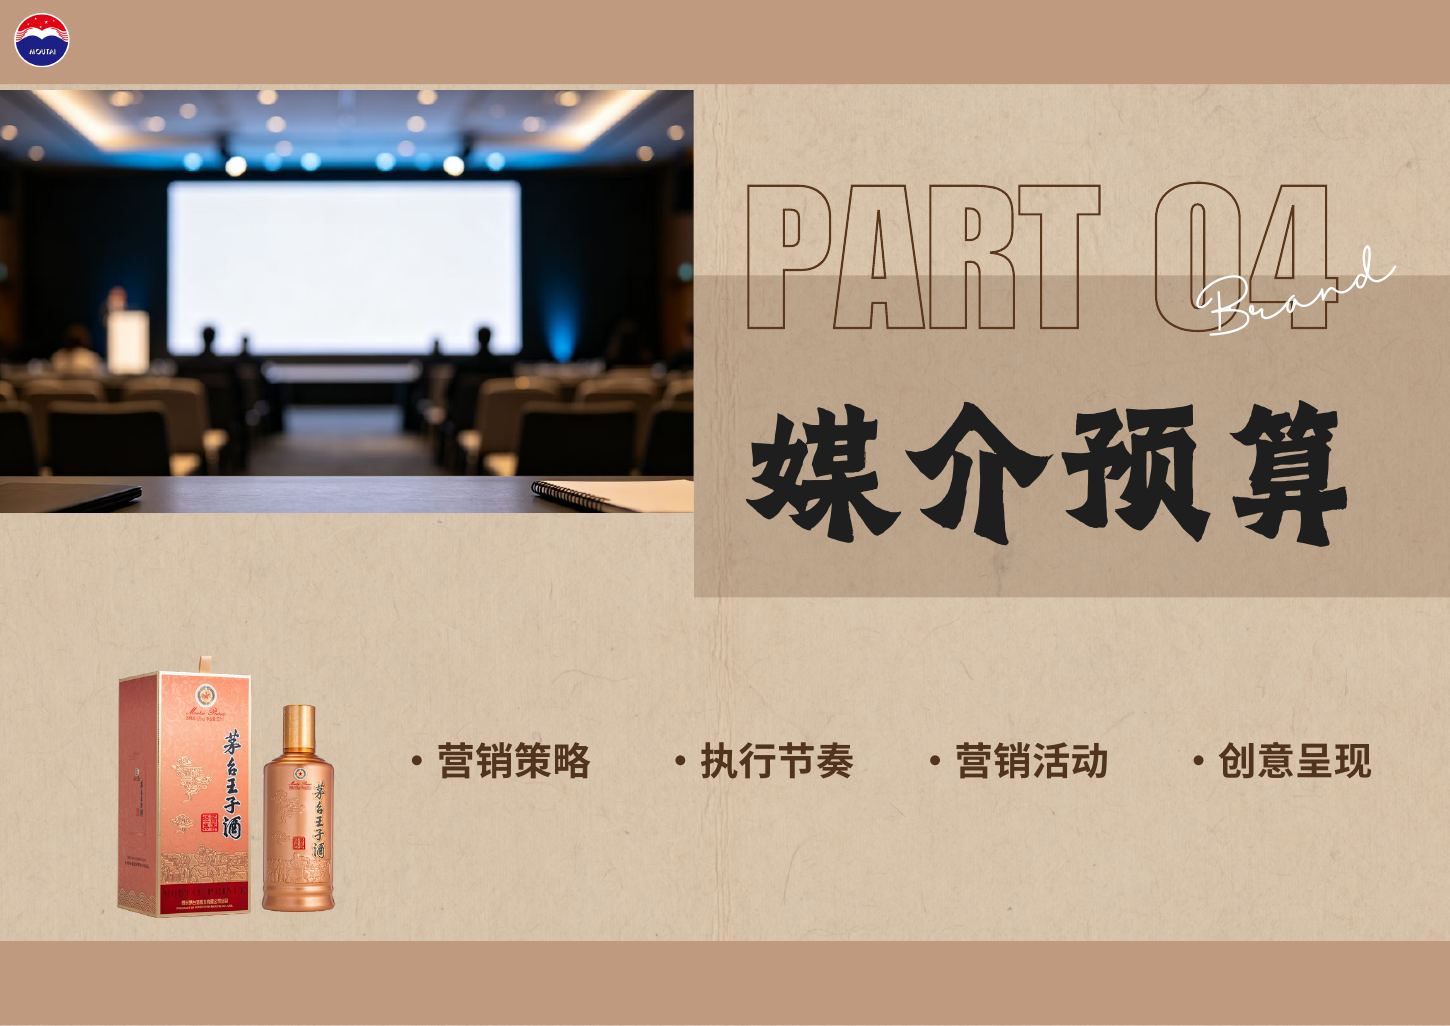 MOUTAI
PART 04
Brand
媒介预算
茅台王子酒
茅台王子酒
• 营销策略
• 执行节奏
• 营销活动
• 创意呈现